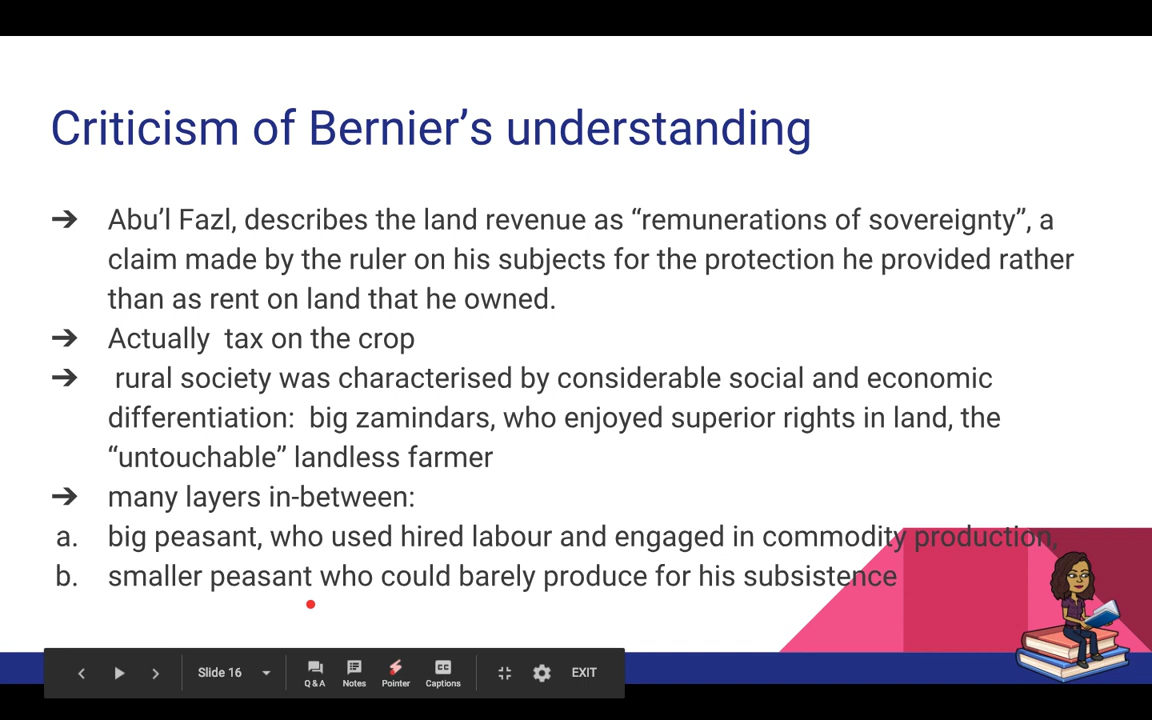 Criticism of Bernier’s understanding
➔ Abu’l Fazl, describes the land revenue as “remunerations of sovereignty”, a
claim made by the ruler on his subjects for the protection he provided rather
than as rent on land that he owned.
➔ Actually tax on the crop
➔ rural society was characterised by considerable social and economic
differentiation: big zamindars, who enjoyed superior rights in land, the
“untouchable” landless farmer
➔ many layers in-between:
a. big peasant, who used hired labour and engaged in commodity production,
b. smaller peasant who could barely produce for his subsistence
Slide 16 Q & A Notes Pointer CC Captions EXIT